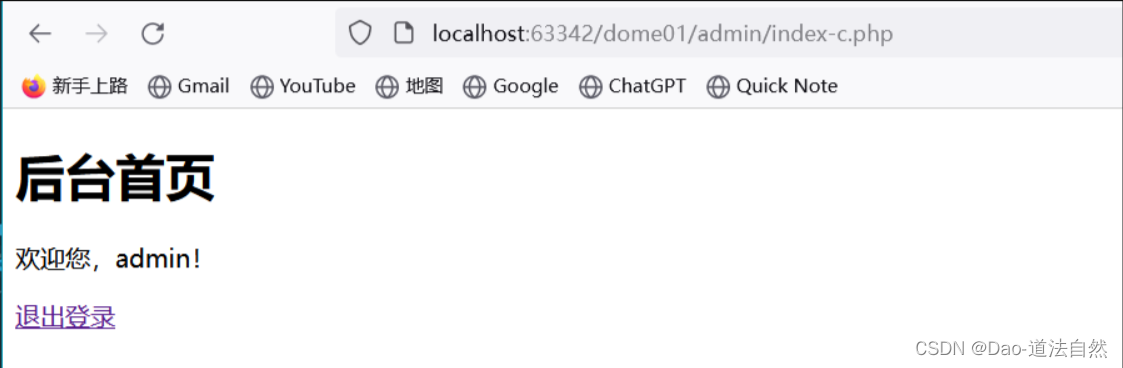 localhost:63342/dome01/admin/index-c.php
新手上路 Gmail YouTube 地图 Google ChatGPT Quick Note
后台首页
欢迎您，admin！
退出登录
CSDN @Dao-道法自然